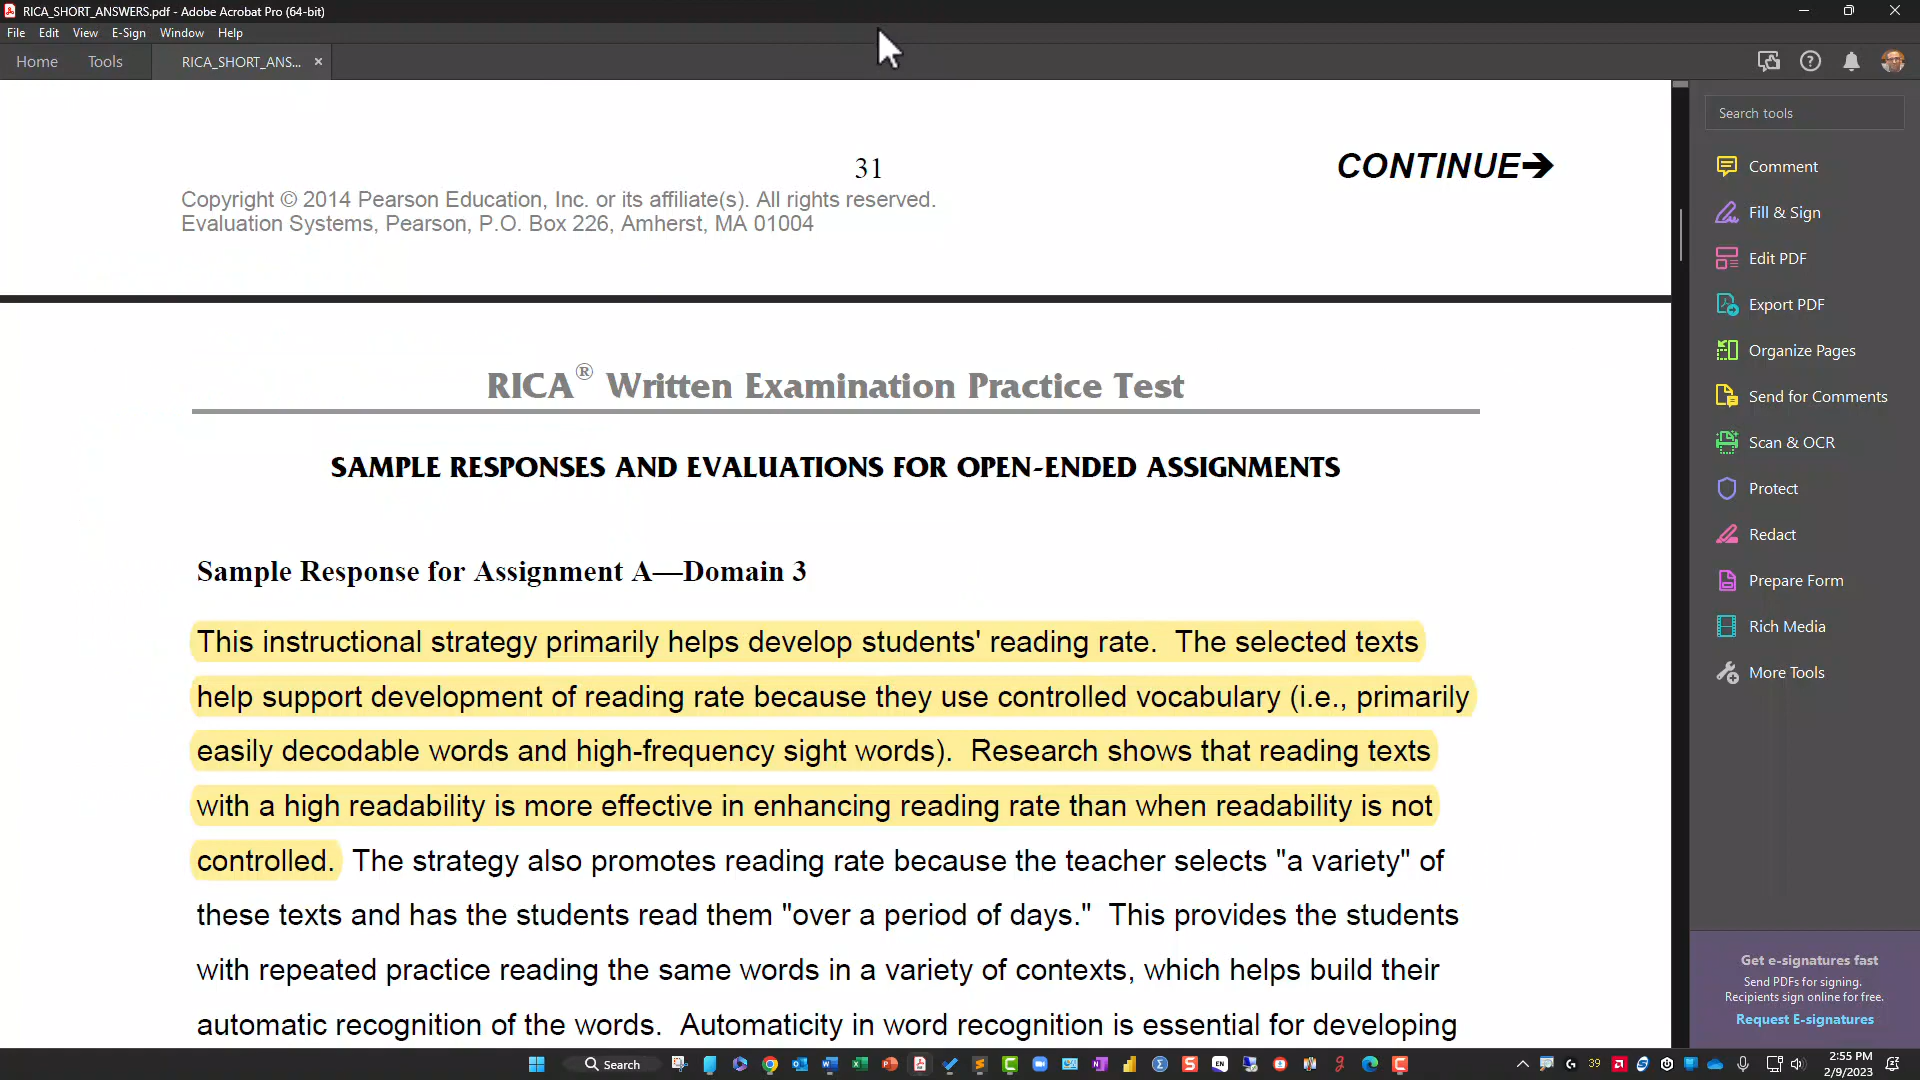 RICA_SHORT_ANSWERS.pdf - Adobe Acrobat Pro (64-bit)
File Edit View E-Sign Window Help
Home Tools RICA_SHORT_ANS... ×
31 CONTINUE➔
Copyright © 2014 Pearson Education, Inc. or its affiliate(s). All rights reserved.
Evaluation Systems, Pearson, P.O. Box 226, Amherst, MA 01004
RICA® Written Examination Practice Test
SAMPLE RESPONSES AND EVALUATIONS FOR OPEN-ENDED ASSIGNMENTS
Sample Response for Assignment A—Domain 3
This instructional strategy primarily helps develop students' reading rate. The selected texts
help support development of reading rate because they use controlled vocabulary (i.e., primarily
easily decodable words and high-frequency sight words). Research shows that reading texts
with a high readability is more effective in enhancing reading rate than when readability is not
controlled. The strategy also promotes reading rate because the teacher selects "a variety" of
these texts and has the students read them "over a period of days." This provides the students
with repeated practice reading the same words in a variety of contexts, which helps build their
automatic recognition of the words. Automaticity in word recognition is essential for developing
Search tools
Comment
Fill & Sign
Edit PDF
Export PDF
Organize Pages
Send for Comments
Scan & OCR
Protect
Redact
Prepare Form
Rich Media
More Tools
Get e-signatures fast
Send PDFs for signing.
Recipients sign online for free.
Request E-signatures
Search
39
2:55 PM
2/9/2023